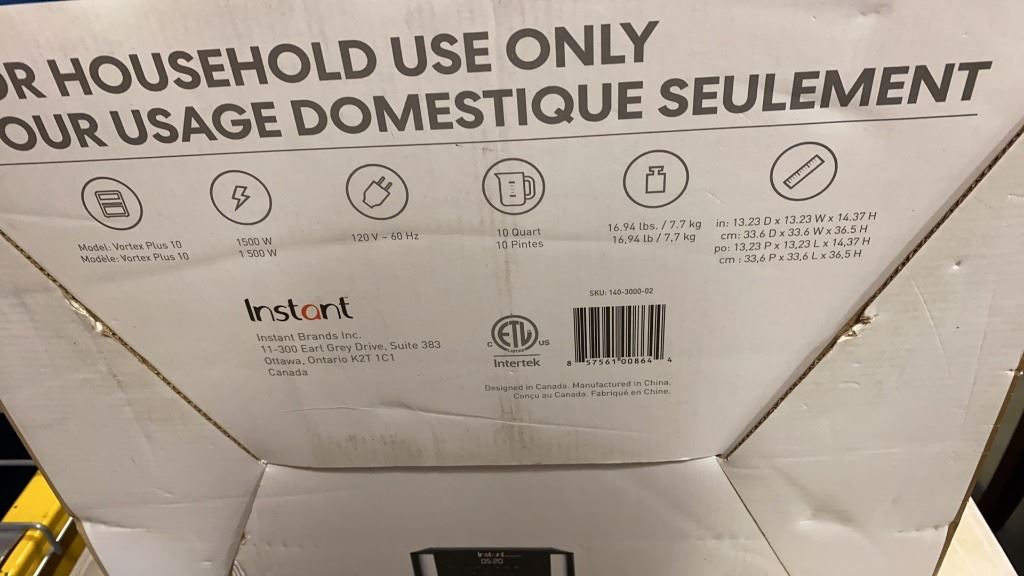 OR HOUSEHOLD USE ONLY
OUR USAGE DOMESTIQUE SEULEMENT
Model: Vortex Plus 10
Modèle: Vortex Plus 10
1500 W
1 500 W
120 V ~ 60 Hz
10 Quart
10 Pintes
16.94 lbs. / 7.7 kg
16,94 lb / 7,7 kg
in: 13.23 D x 13.23 W x 14.37 H
cm: 33.6 D x 33.6 W x 36.5 H
po: 13,23 P x 13,23 L x 14,37 H
cm : 33,6 P x 33,6 L x 36,5 H
Instant
Instant Brands Inc.
11-300 Earl Grey Drive, Suite 383
Ottawa, Ontario K2T 1C1
Canada
C ETL US
LISTED
Intertek
SKU: 140-3000-02
8 57561 00864 4
Designed in Canada. Manufactured in China.
Conçu au Canada. Fabriqué en Chine.
Instant
05:20